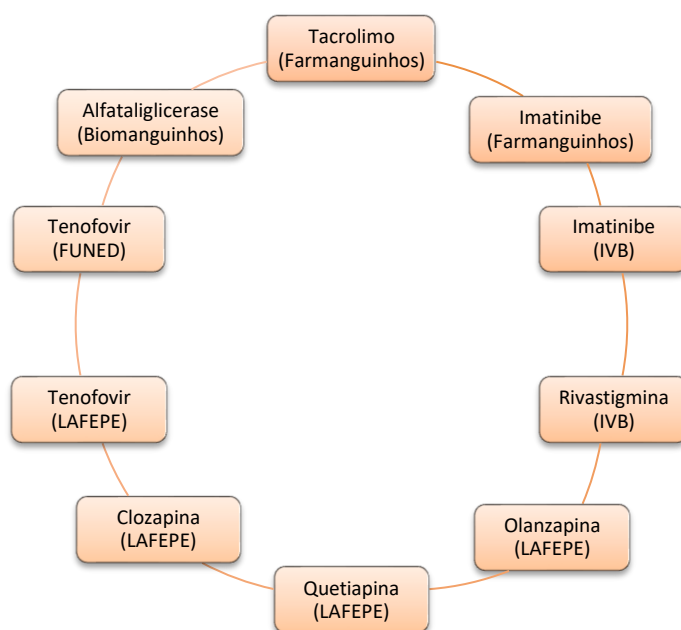 Tacrolimo
(Farmanguinhos)
Imatinibe
(Farmanguinhos)
Imatinibe
(IVB)
Rivastigmina
(IVB)
Olanzapina
(LAFEPE)
Quetiapina
(LAFEPE)
Clozapina
(LAFEPE)
Tenofovir
(LAFEPE)
Tenofovir
(FUNED)
Alfataliglicerase
(Biomanguinhos)